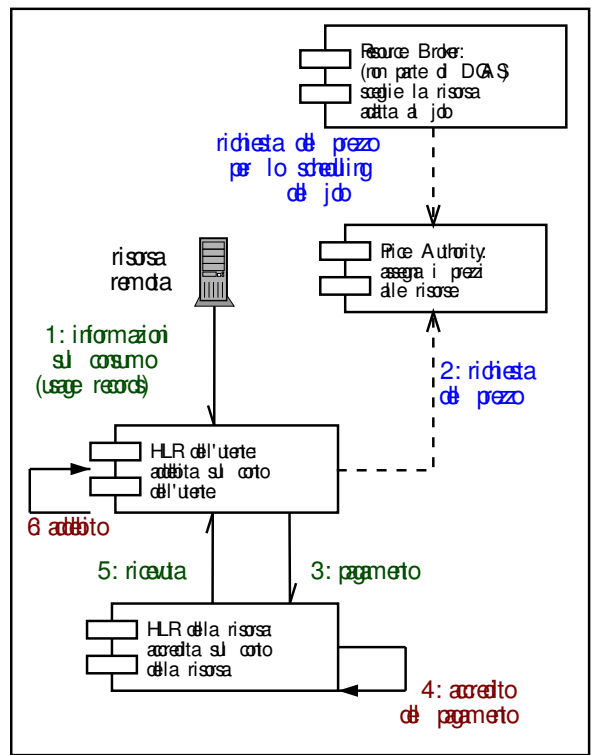 Resource Broker:
(non parte di DGAS)
sceglie la risorsa
adatta al job
richiesta del prezzo
per lo scheduling
del job
Price Authority:
assegna i prezzi
alle risorse.
risorsa
remota
1: informazioni
sul consumo
(usage records)
2: richiesta
del prezzo
HLR dell'utente:
addebita sul conto
dell'utente.
6: addebito
5: ricevuta
3: pagamento
HLR della risorsa:
accredita sul conto
della risorsa.
4: accredito
del pagamento